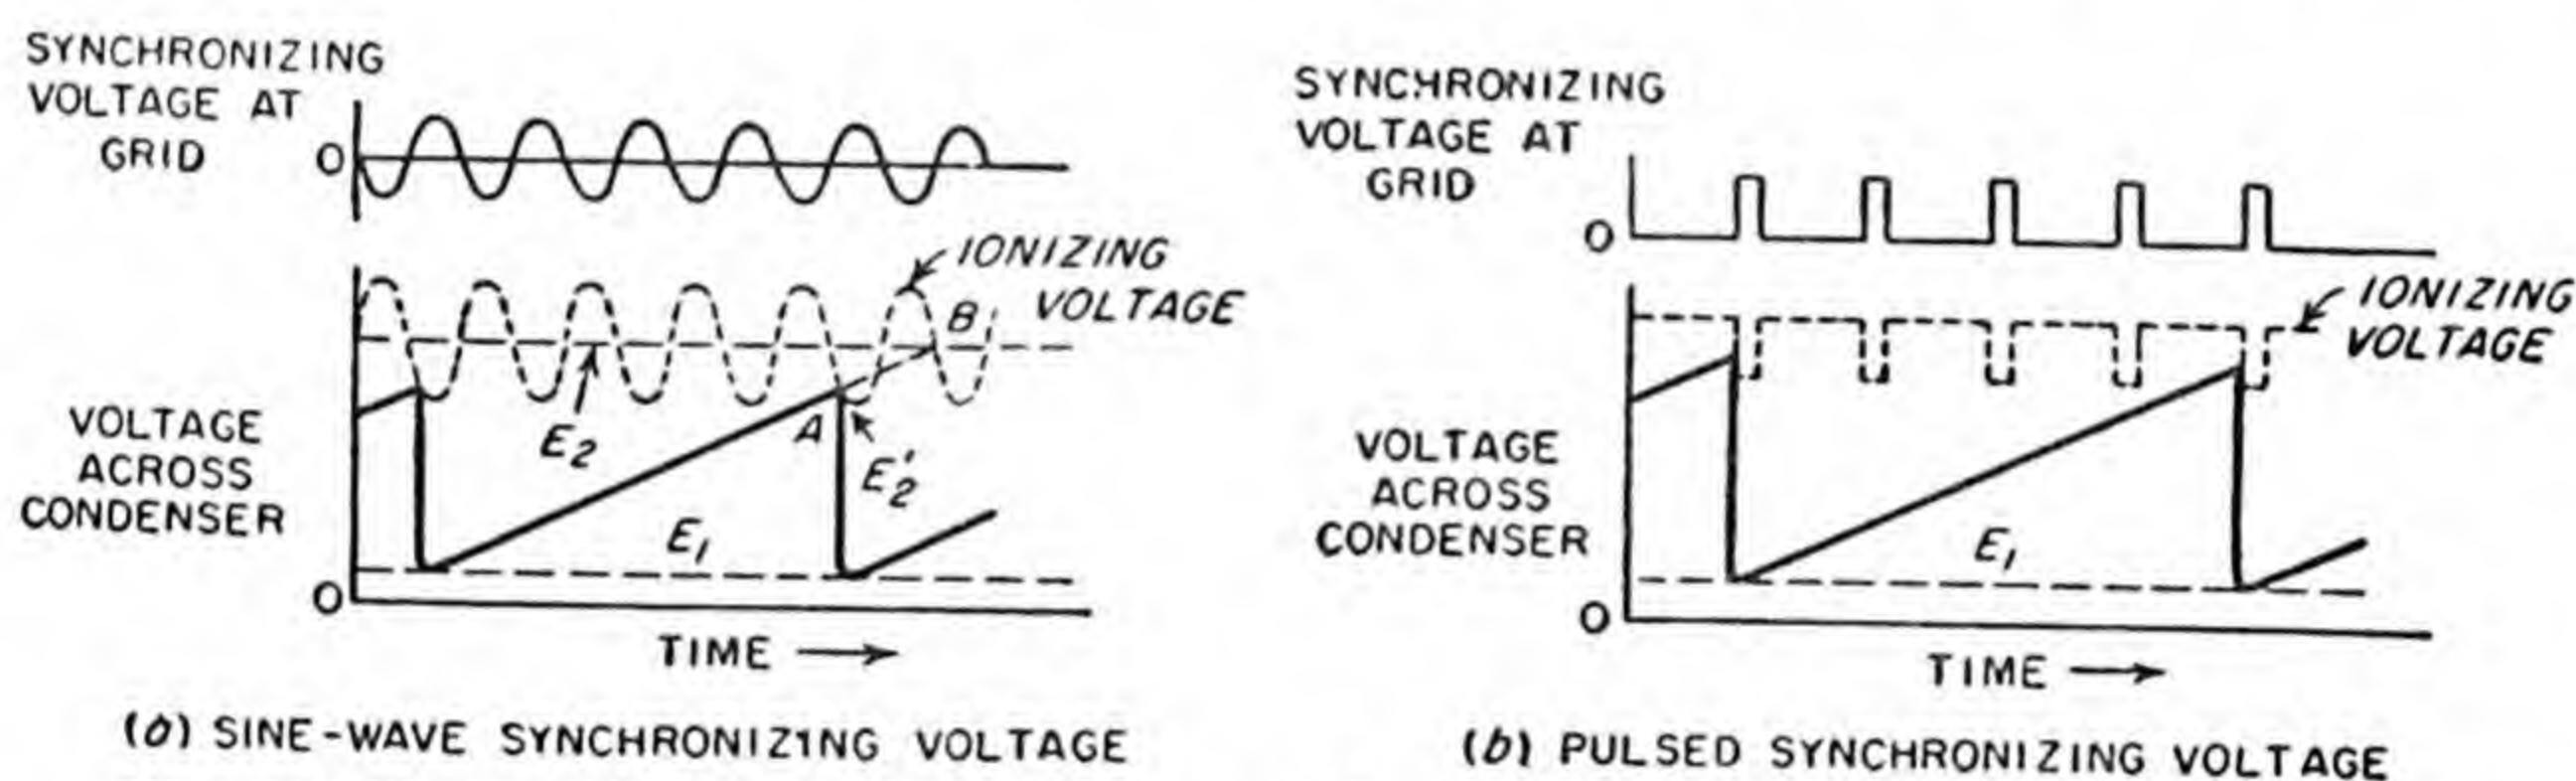 SYNCHRONIZING
VOLTAGE AT
GRID
0
IONIZING
VOLTAGE
B
E2
A
E'2
E1
VOLTAGE
ACROSS
CONDENSER
0
TIME
(a) SINE-WAVE SYNCHRONIZING VOLTAGE
SYNCHRONIZING
VOLTAGE AT
GRID
0
IONIZING
VOLTAGE
VOLTAGE
ACROSS
CONDENSER
E1
0
TIME
(b) PULSED SYNCHRONIZING VOLTAGE